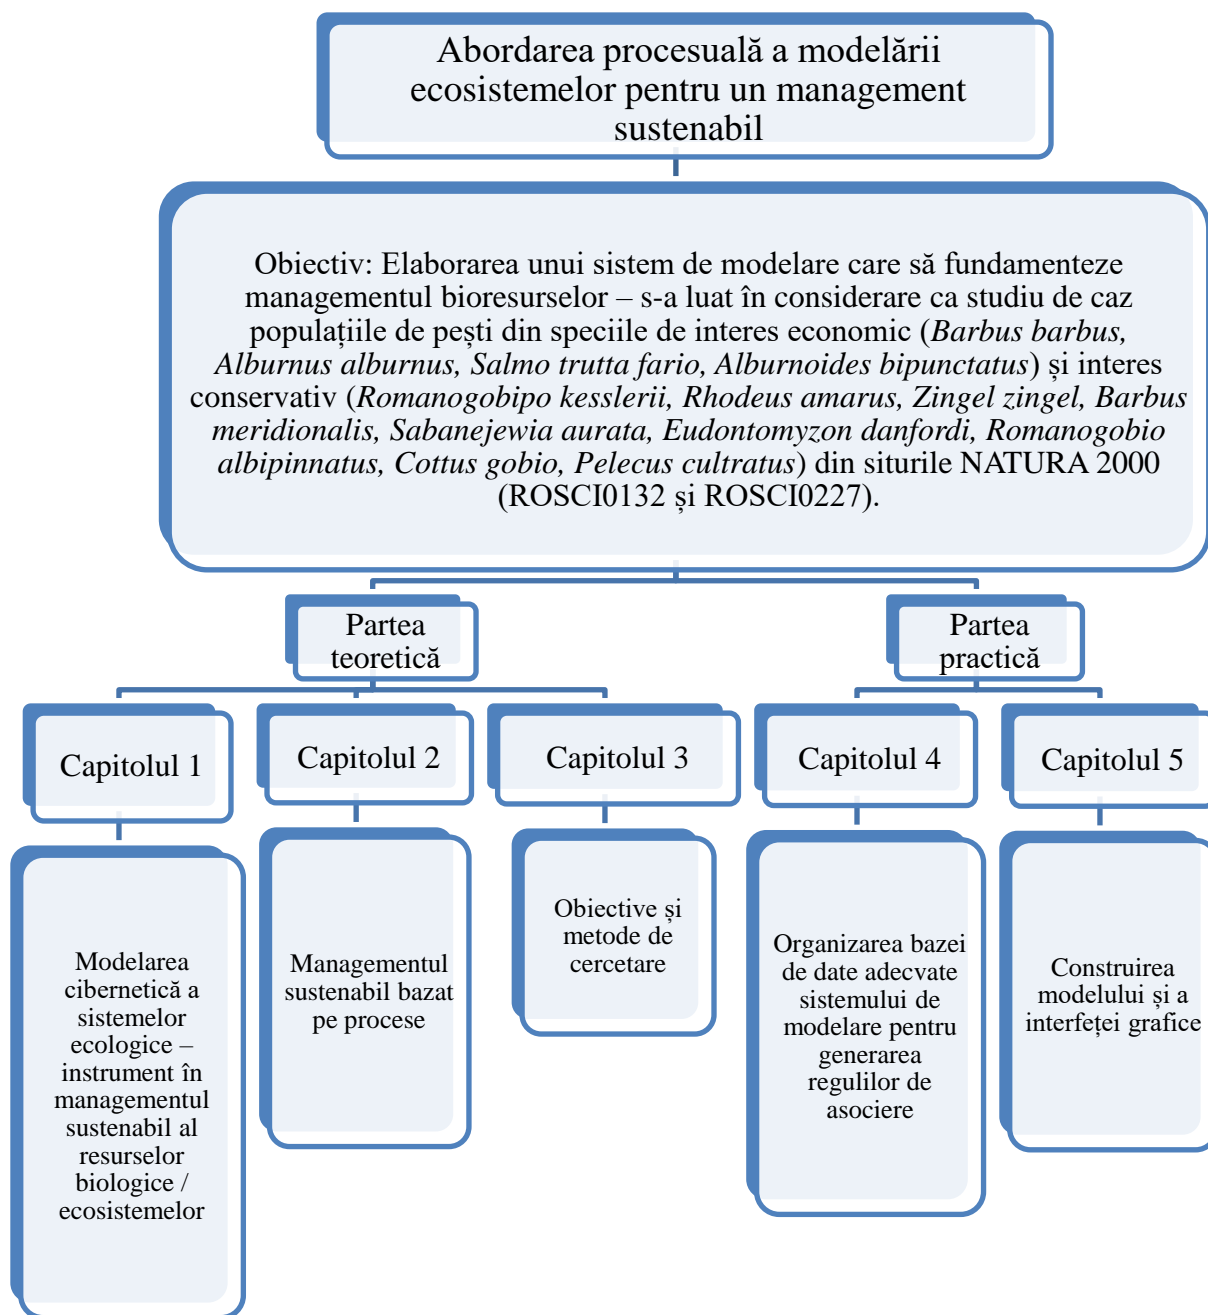 Abordarea procesuală a modelării
ecosistemelor pentru un management
sustenabil
Obiectiv: Elaborarea unui sistem de modelare care să fundamenteze
managementul bioresurselor – s-a luat în considerare ca studiu de caz
populațiile de pești din speciile de interes economic (Barbus barbus,
Alburnus alburnus, Salmo trutta fario, Alburnoides bipunctatus) și interes
conservativ (Romanogobipo kesslerii, Rhodeus amarus, Zingel zingel, Barbus
meridionalis, Sabanejewia aurata, Eudontomyzon danfordi, Romanogobio
albipinnatus, Cottus gobio, Pelecus cultratus) din siturile NATURA 2000
(ROSCI0132 și ROSCI0227).
Partea
teoretică
Partea
practică
Capitolul 1
Capitolul 2
Capitolul 3
Capitolul 4
Capitolul 5
Modelarea
cibernetică a
sistemelor
ecologice –
instrument în
managementul
sustenabil al
resurselor
biologice /
ecosistemelor
Managementul
sustenabil bazat
pe procese
Obiective și
metode de
cercetare
Organizarea bazei
de date adecvate
sistemului de
modelare pentru
generarea
regulilor de
asociere
Construirea
modelului și a
interfeței grafice